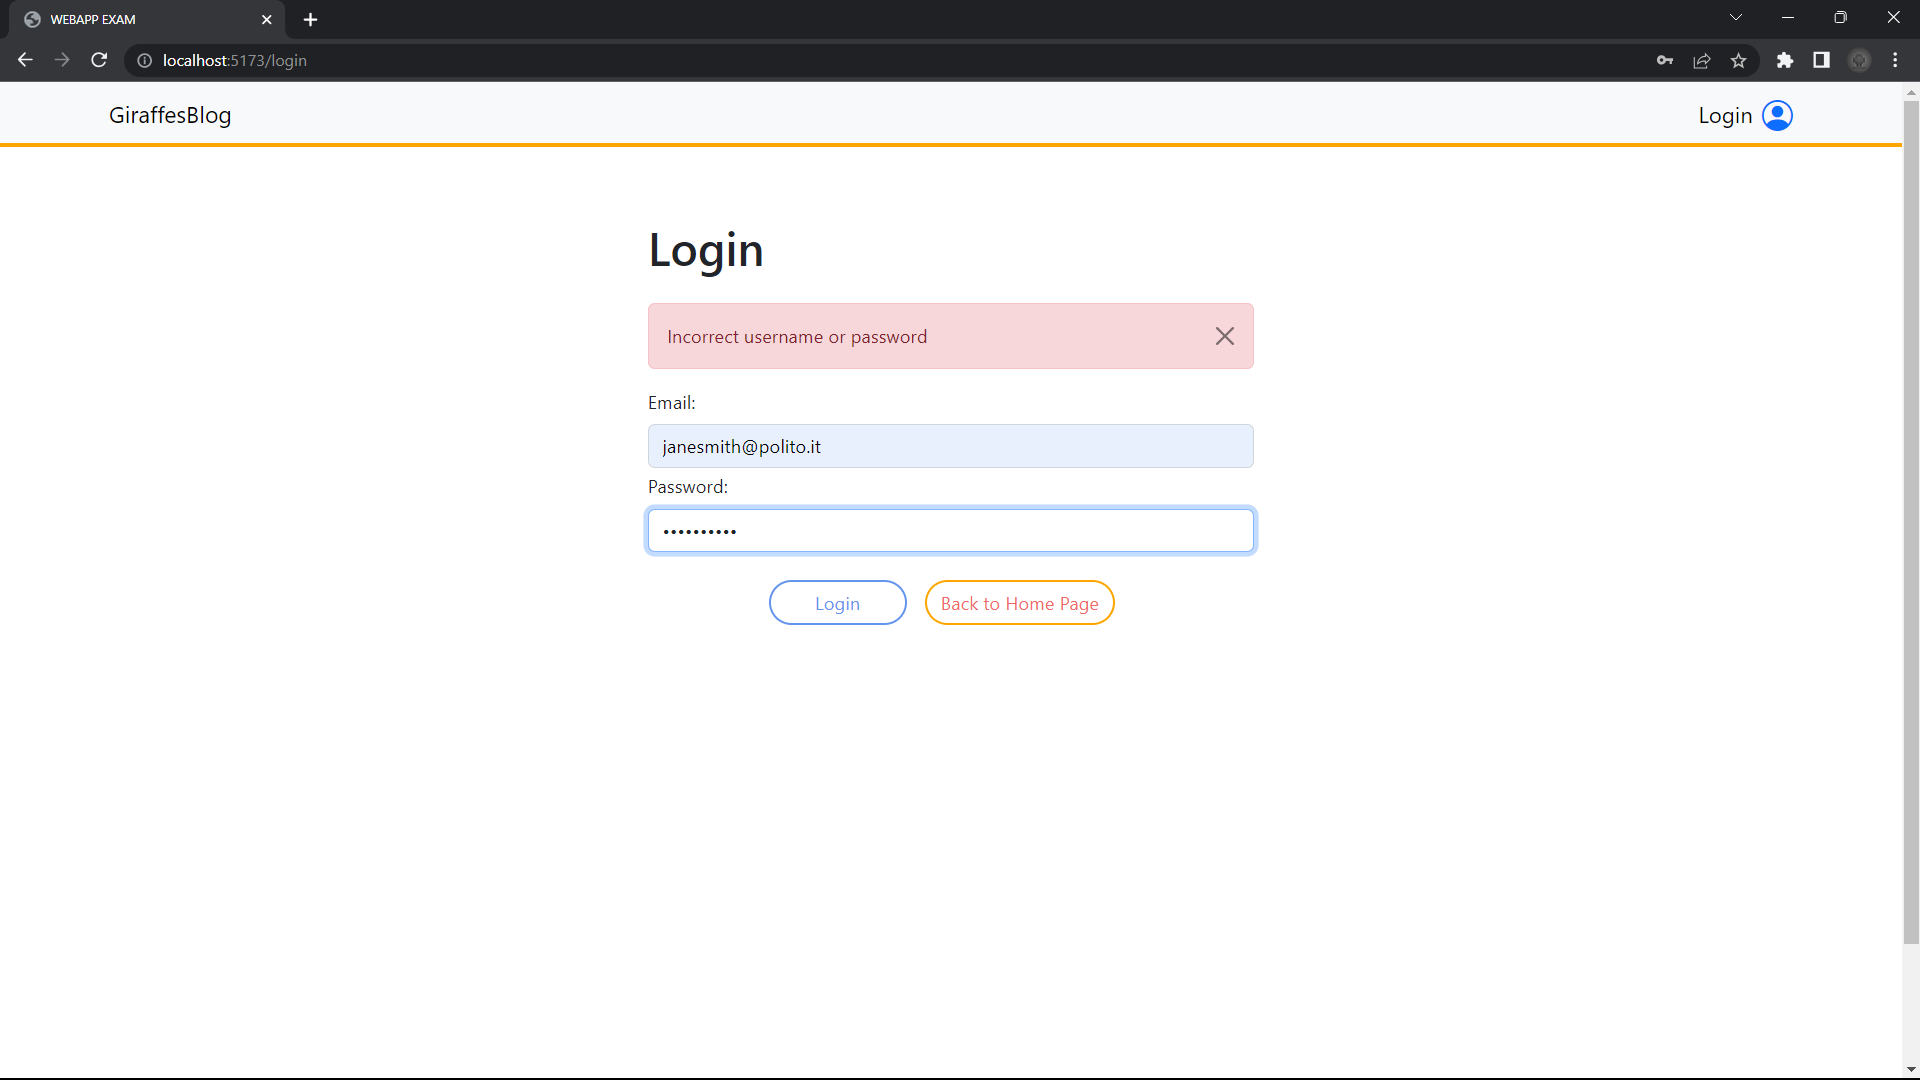 WEBAPP EXAM
localhost:5173/login
GiraffesBlog
Login
Login
Incorrect username or password
Email:
janesmith@polito.it
Password:
••••••••••
Login
Back to Home Page